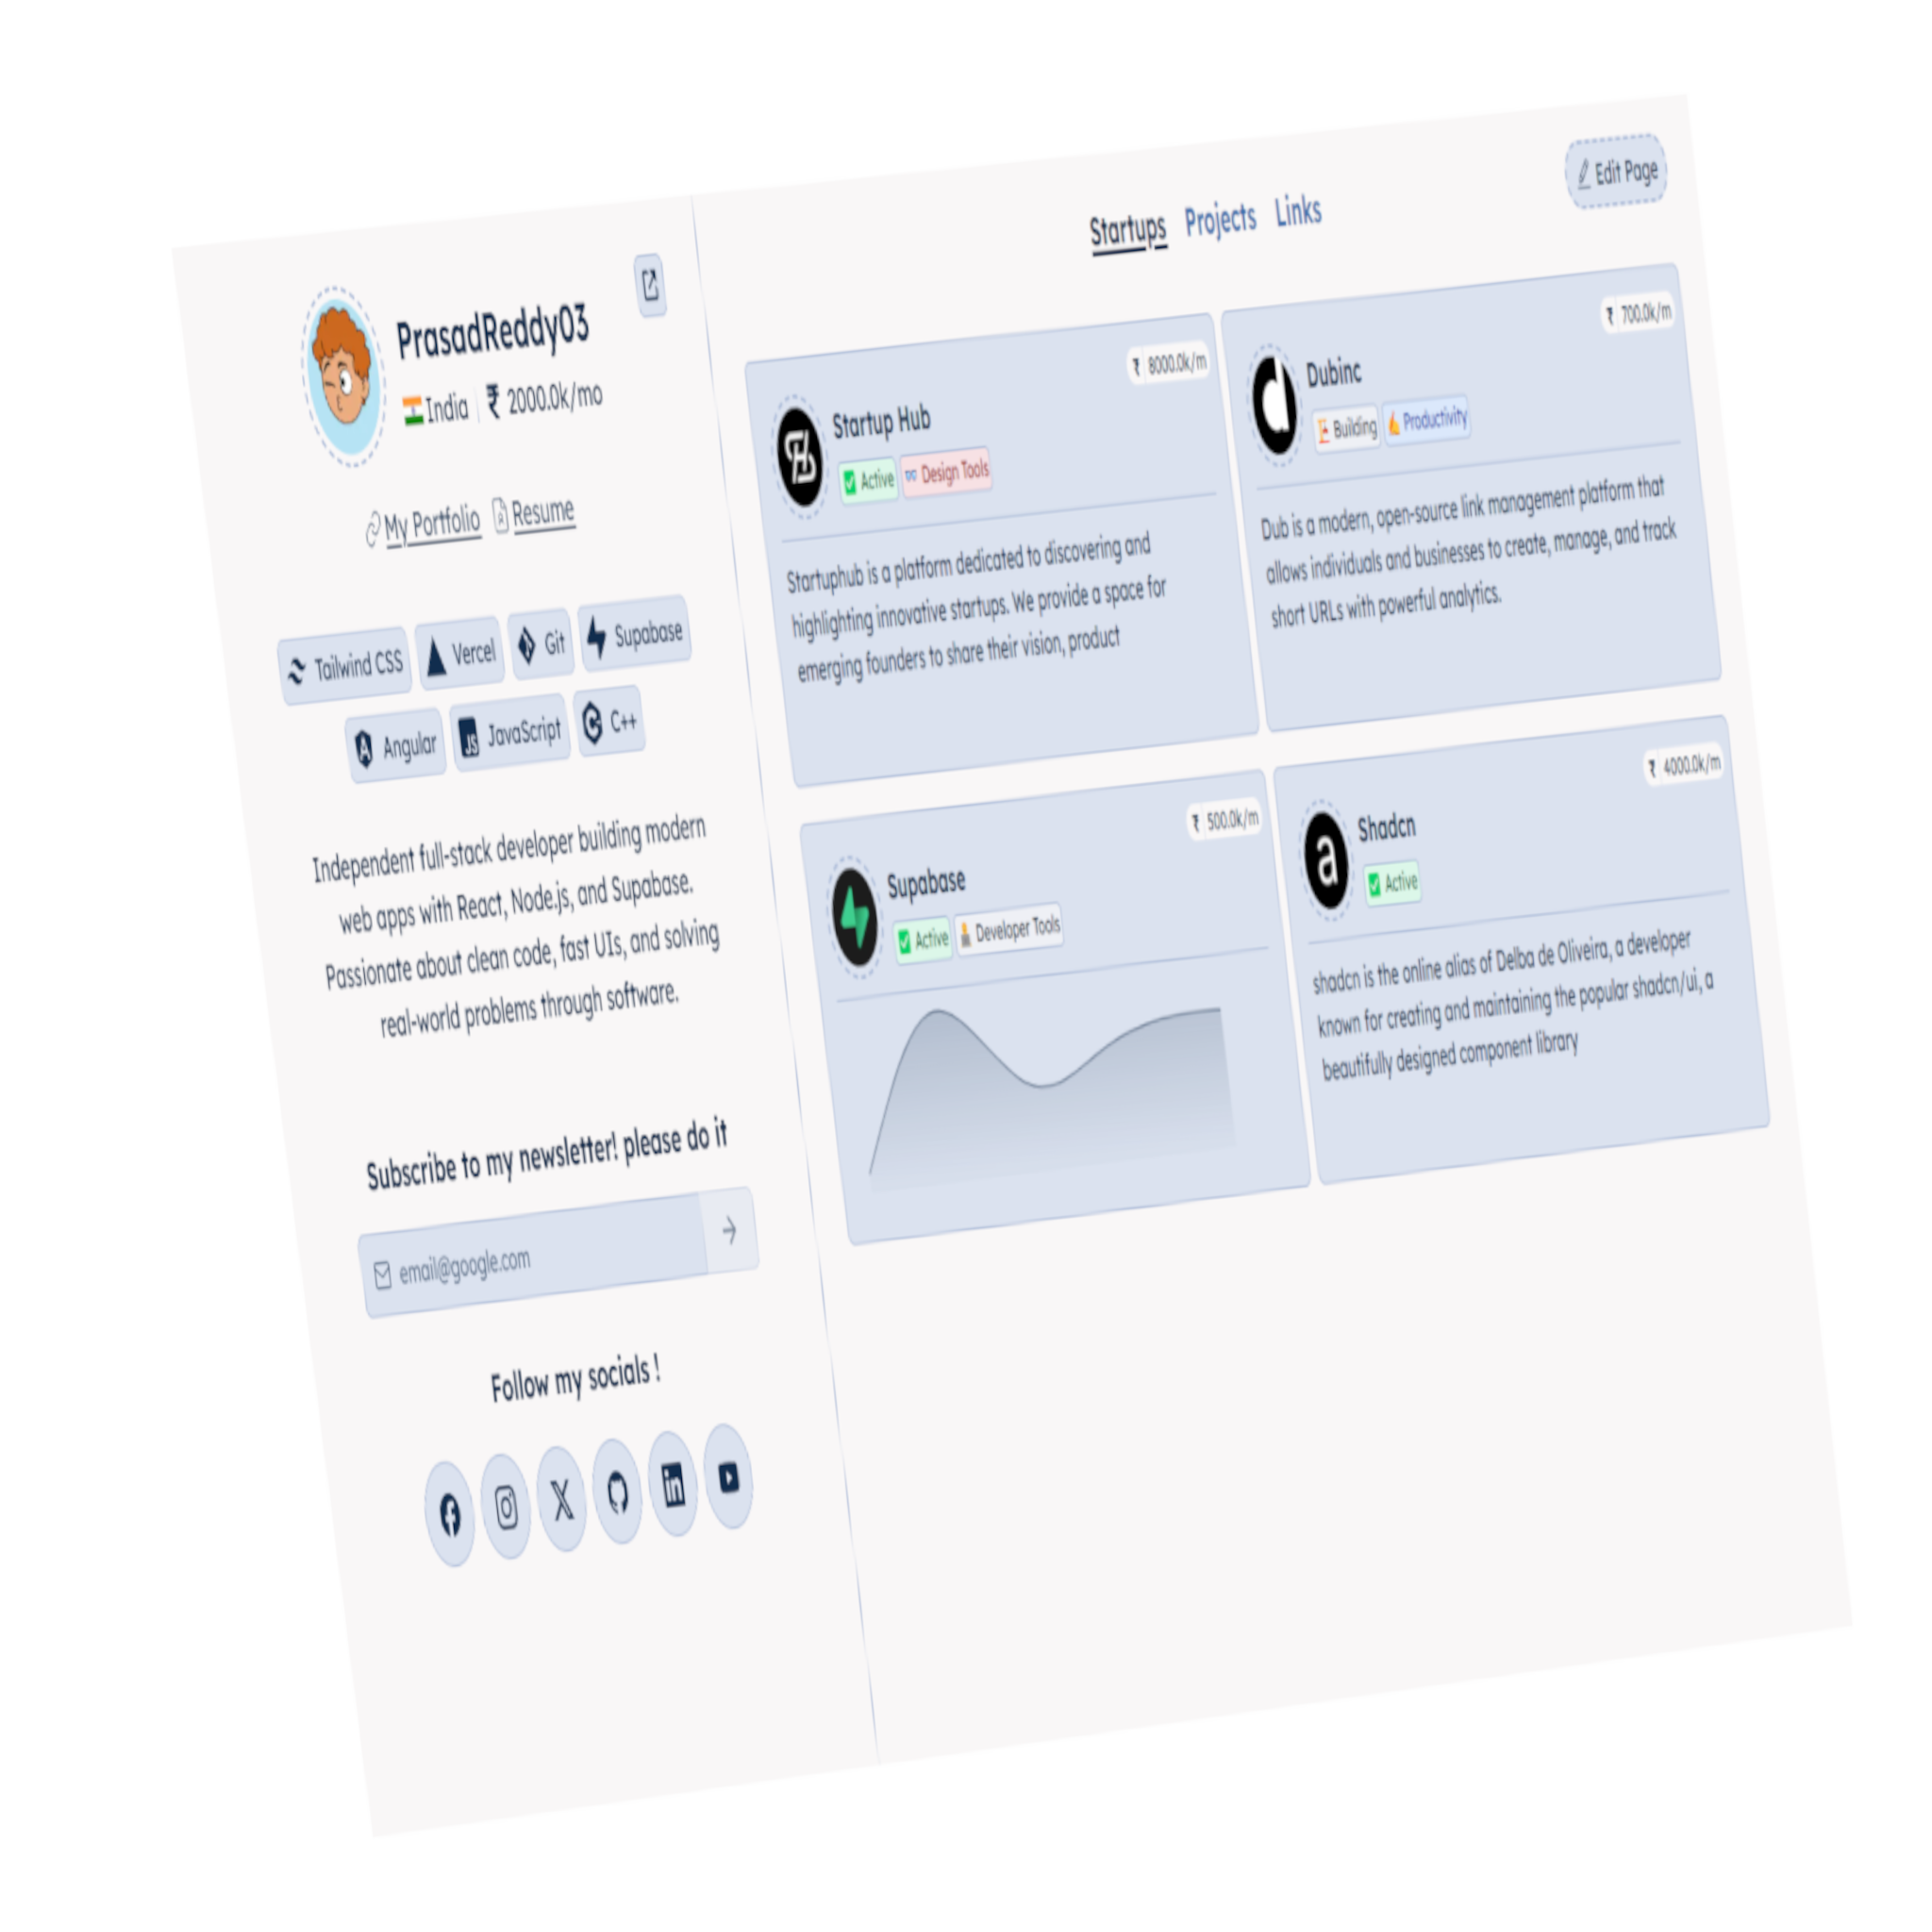 PrasadReddy03
India | ₹ 2000.0k/mo
My Portfolio Resume
Tailwind CSS Vercel Git Supabase
Angular JavaScript C++
Independent full-stack developer building modern
web apps with React, Node.js, and Supabase.
Passionate about clean code, fast UIs, and solving
real-world problems through software.
Subscribe to my newsletter! please do it
email@google.com
Follow my socials !
Startups Projects Links
Edit Page
₹ 8000.0k/m
Startup Hub
Active Design Tools
Startuphub is a platform dedicated to discovering and
highlighting innovative startups. We provide a space for
emerging founders to share their vision, product
₹ 700.0k/m
d
Dubinc
Building Productivity
Dub is a modern, open-source link management platform that
allows individuals and businesses to create, manage, and track
short URLs with powerful analytics.
₹ 500.0k/m
Supabase
Active Developer Tools
₹ 4000.0k/m
a
Shadcn
Active
shadcn is the online alias of Delba de Oliveira, a developer
known for creating and maintaining the popular shadcn/ui, a
beautifully designed component library